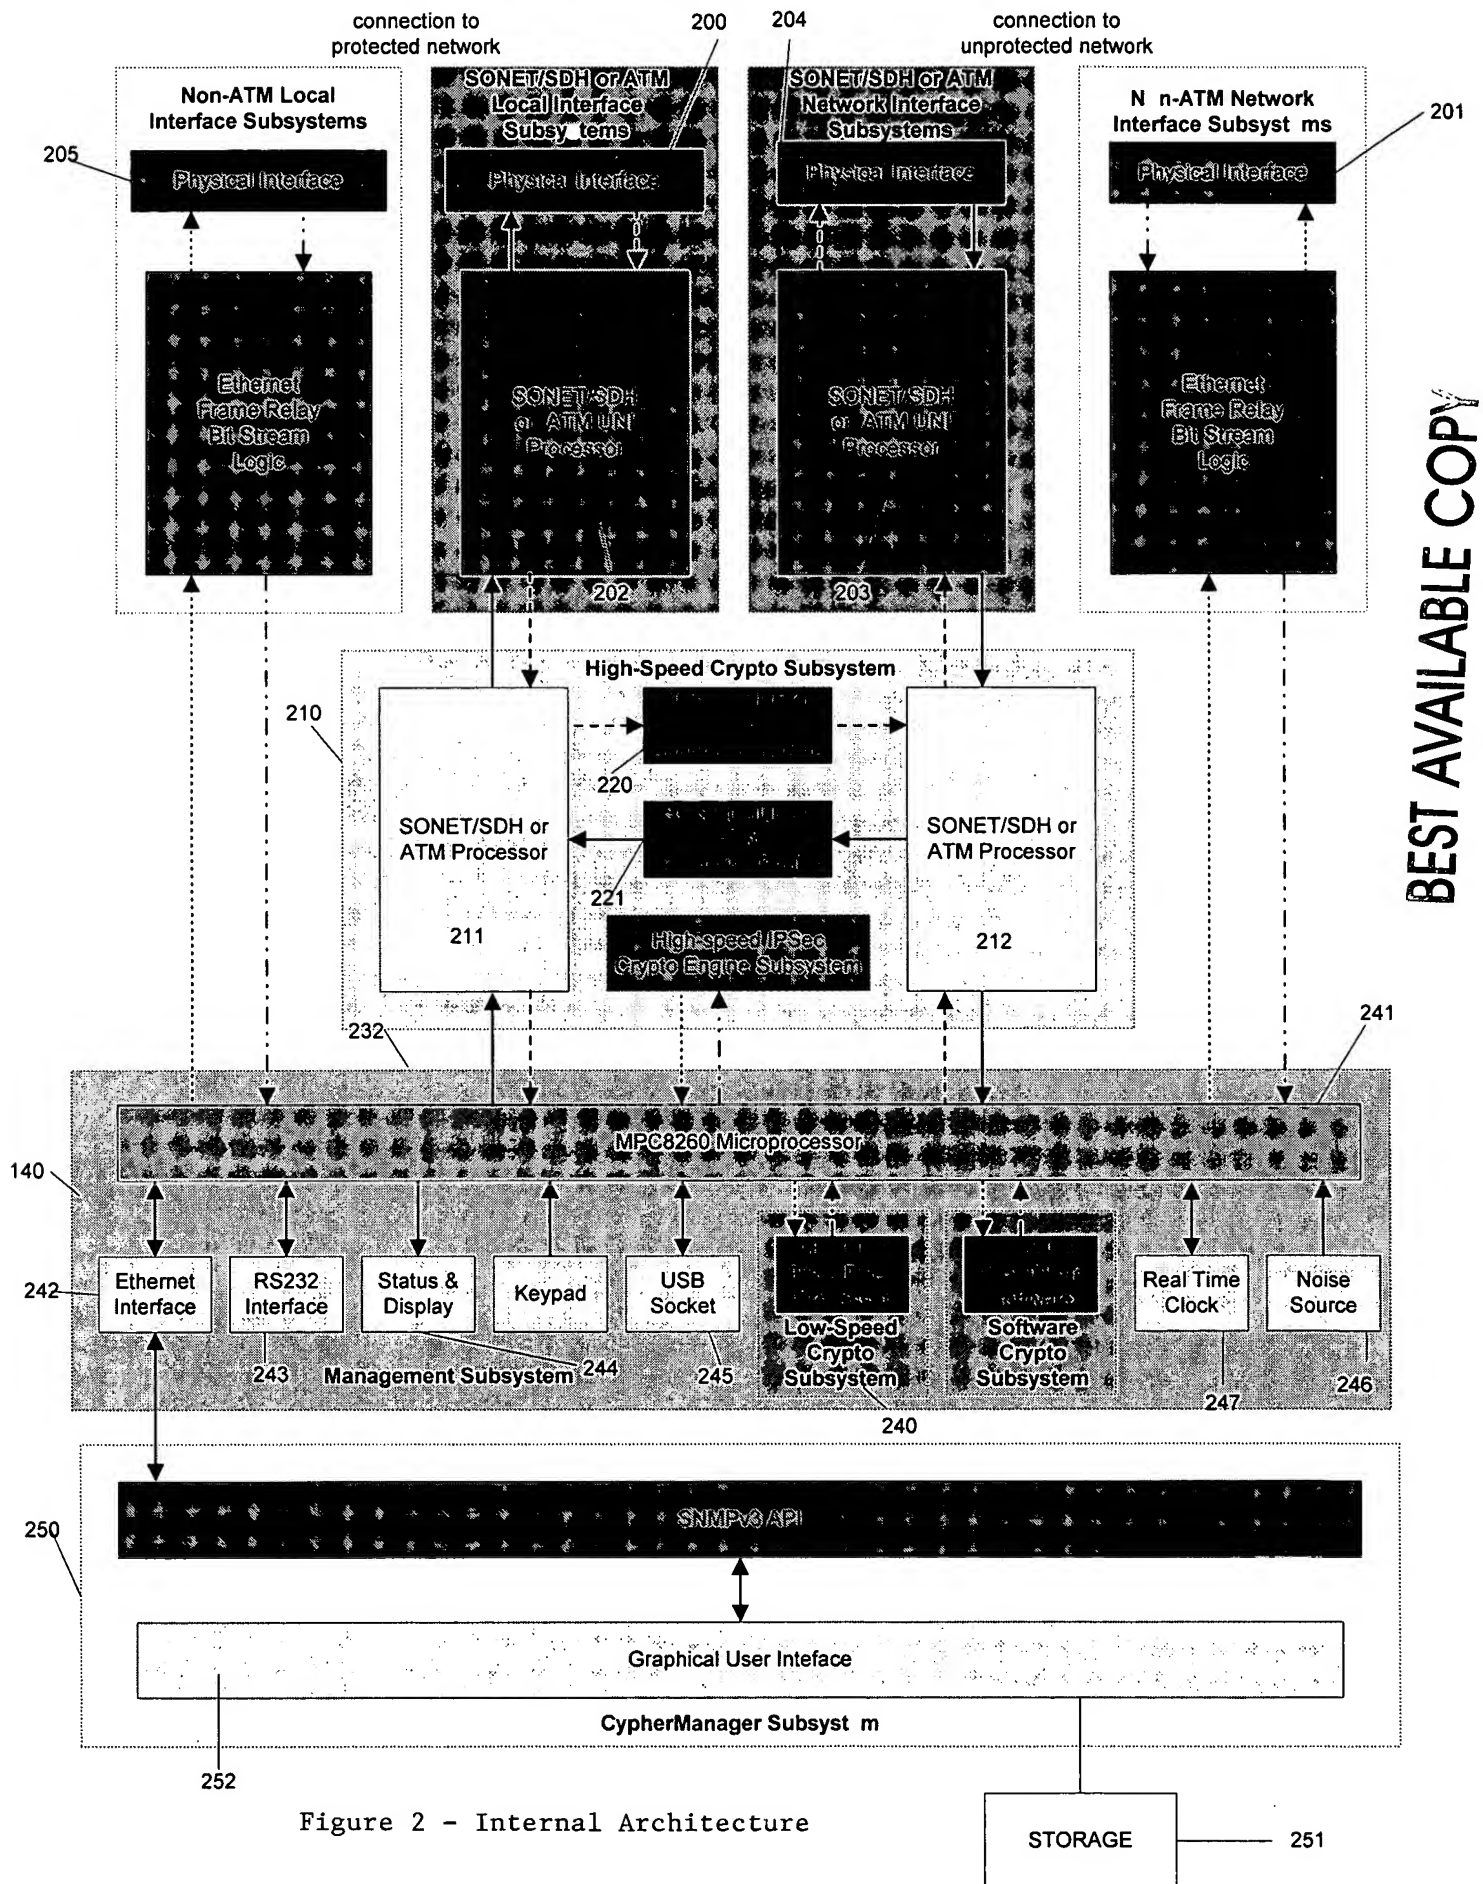 connection to
protected network
200
204
connection to
unprotected network
Non-ATM Local
Interface Subsystems
SONET/SDH or ATM
Local Interface
Subsy tems
SONET/SDH or ATM
Network Interface
Subsystems
N n-ATM Network
Interface Subsyst ms
201
205
Physical Interface
Physical Interface
Physical Interface
Physical Interface
Ethernet
Frame Relay
Bit Stream
Logic
SONET/SDH
or ATM UNI
Processor
SONET/SDH
or ATM UNI
Processor
Ethernet
Frame Relay
Bit Stream
Logic
202
203
BEST AVAILABLE COPY
High-Speed Crypto Subsystem
210
220
SONET/SDH or
ATM Processor
SONET/SDH or
ATM Processor
221
211
High-speed IPSec
Crypto Engine Subsystem
212
232
241
MPC8260 Microprocessor
140
242
Ethernet
Interface
RS232
Interface
Status &
Display
Keypad
USB
Socket
Real Time
Clock
Noise
Source
Low-Speed
Crypto
Subsystem
Software
Crypto
Subsystem
243
Management Subsystem
244
245
240
247
246
250
SNMPv3 API
Graphical User Inteface
CypherManager Subsyst m
252
Figure 2 - Internal Architecture
STORAGE
251